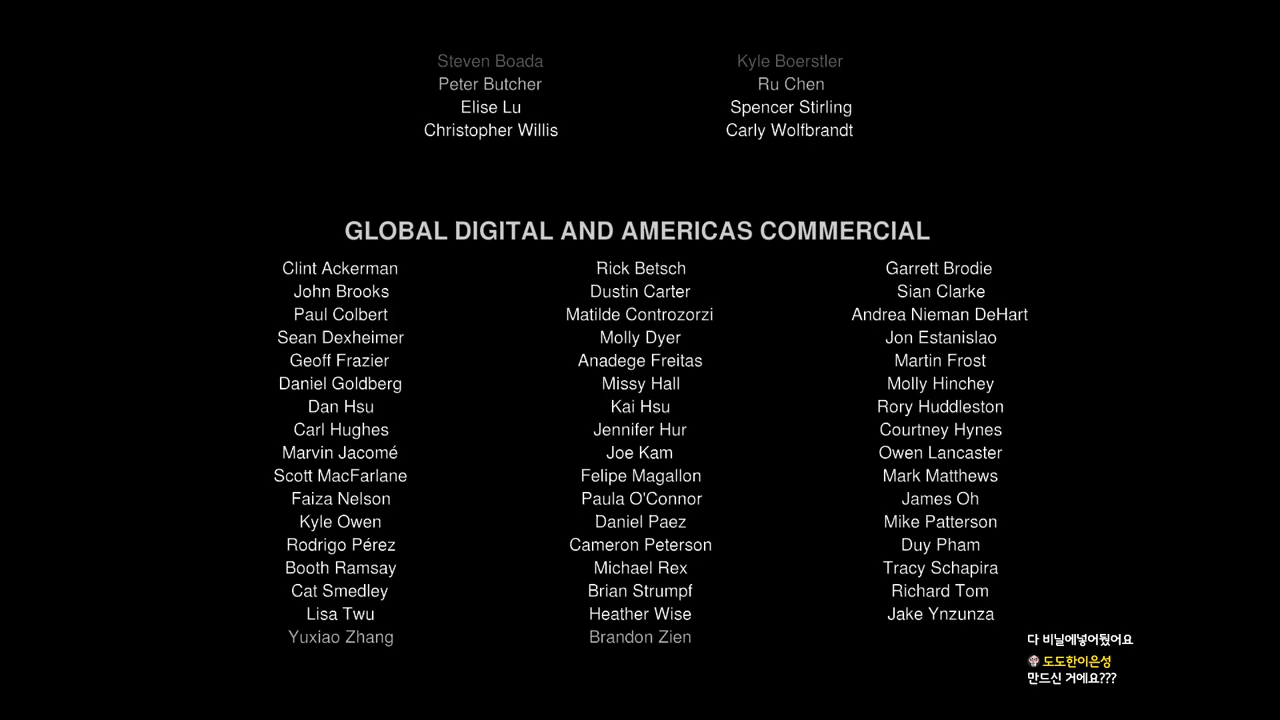 Steven Boada Kyle Boerstler
Peter Butcher Ru Chen
Elise Lu Spencer Stirling
Christopher Willis Carly Wolfbrandt
GLOBAL DIGITAL AND AMERICAS COMMERCIAL
Clint Ackerman Rick Betsch Garrett Brodie
John Brooks Dustin Carter Sian Clarke
Paul Colbert Matilde Controzorzi Andrea Nieman DeHart
Sean Dexheimer Molly Dyer Jon Estanislao
Geoff Frazier Anadege Freitas Martin Frost
Daniel Goldberg Missy Hall Molly Hinchey
Dan Hsu Kai Hsu Rory Huddleston
Carl Hughes Jennifer Hur Courtney Hynes
Marvin Jacomé Joe Kam Owen Lancaster
Scott MacFarlane Felipe Magallon Mark Matthews
Faiza Nelson Paula O'Connor James Oh
Kyle Owen Daniel Paez Mike Patterson
Rodrigo Pérez Cameron Peterson Duy Pham
Booth Ramsay Michael Rex Tracy Schapira
Cat Smedley Brian Strumpf Richard Tom
Lisa Twu Heather Wise Jake Ynzunza
Yuxiao Zhang Brandon Zien
다 비닐에넣어뒀어요
도도한이은성
만드신 거에요???